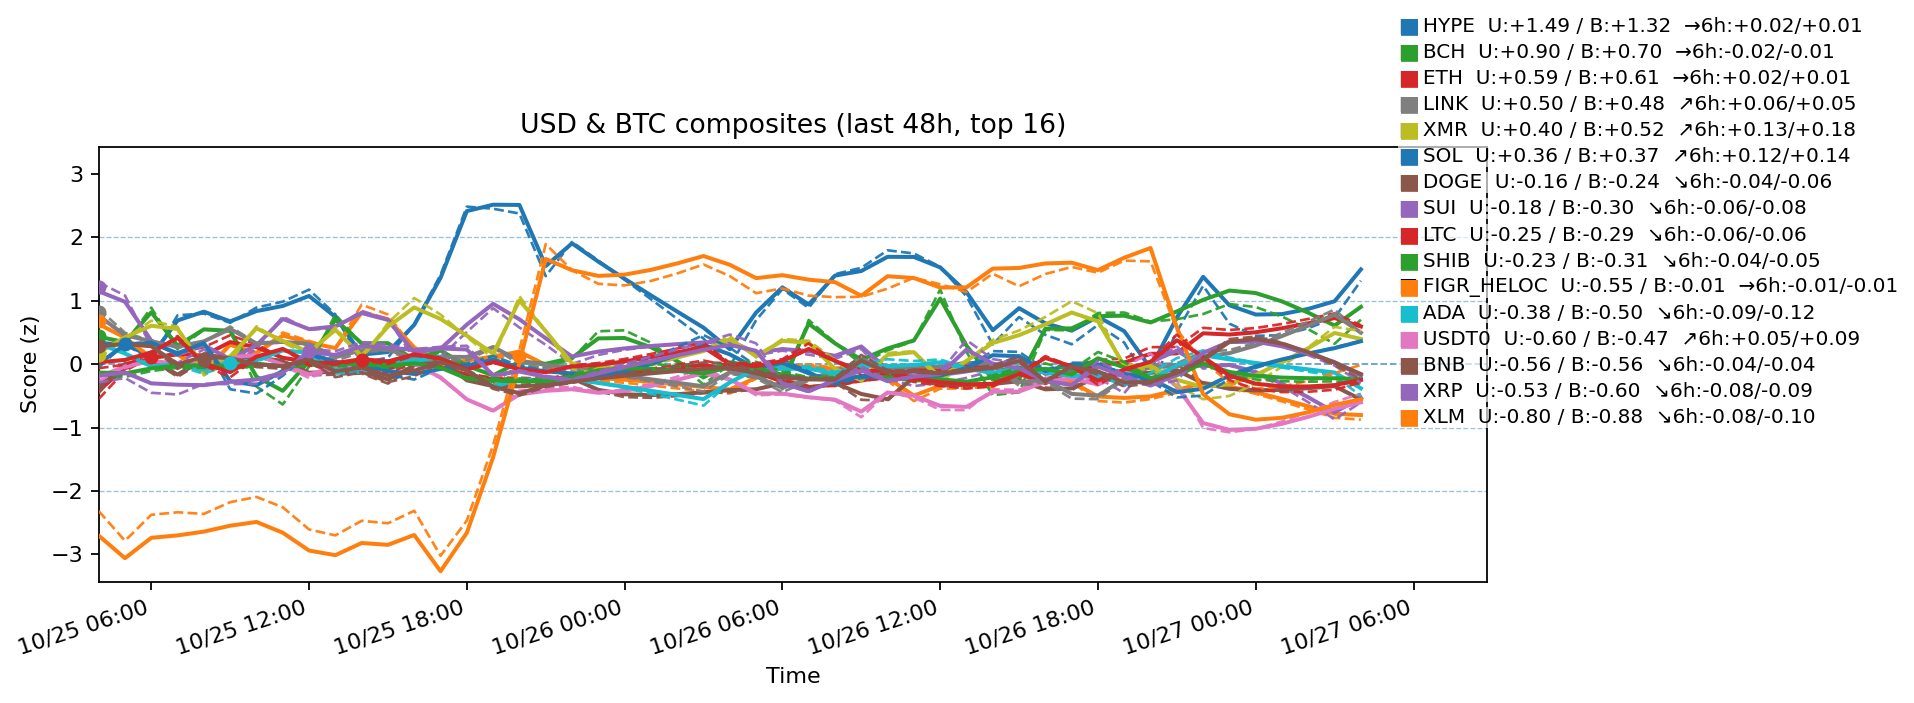 HYPE  U:+1.49 / B:+1.32  →6h:+0.02/+0.01
BCH  U:+0.90 / B:+0.70  →6h:-0.02/-0.01
ETH  U:+0.59 / B:+0.61  →6h:+0.02/+0.01
LINK  U:+0.50 / B:+0.48  ↗6h:+0.06/+0.05
XMR  U:+0.40 / B:+0.52  ↗6h:+0.13/+0.18
SOL  U:+0.36 / B:+0.37  ↗6h:+0.12/+0.14
DOGE  U:-0.16 / B:-0.24  ↘6h:-0.04/-0.06
SUI  U:-0.18 / B:-0.30  ↘6h:-0.06/-0.08
LTC  U:-0.25 / B:-0.29  ↘6h:-0.06/-0.06
SHIB  U:-0.23 / B:-0.31  ↘6h:-0.04/-0.05
FIGR_HELOC  U:-0.55 / B:-0.01  →6h:-0.01/-0.01
ADA  U:-0.38 / B:-0.50  ↘6h:-0.09/-0.12
USDT0  U:-0.60 / B:-0.47  ↗6h:+0.05/+0.09
BNB  U:-0.56 / B:-0.56  ↘6h:-0.04/-0.04
XRP  U:-0.53 / B:-0.60  ↘6h:-0.08/-0.09
XLM  U:-0.80 / B:-0.88  ↘6h:-0.08/-0.10
USD & BTC composites (last 48h, top 16)
Score (z)
3
2
1
0
−1
−2
−3
10/25 06:00
10/25 12:00
10/25 18:00
10/26 00:00
10/26 06:00
10/26 12:00
10/26 18:00
10/27 00:00
10/27 06:00
Time